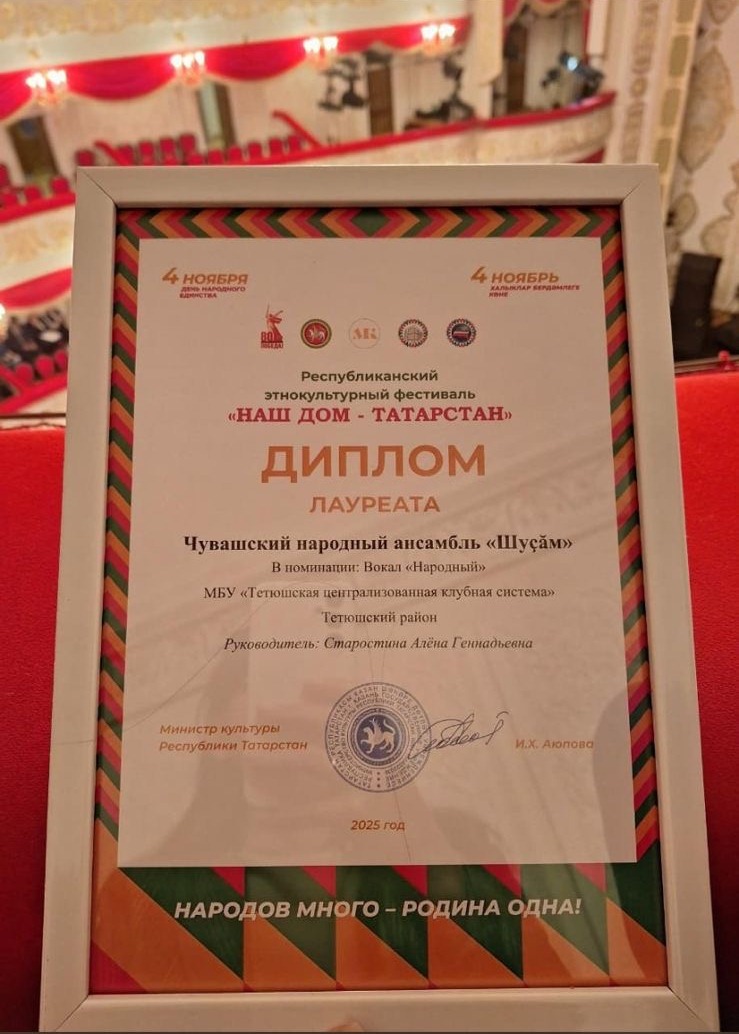 4 НОЯБРЯ
ДЕНЬ НАРОДНОГО
ЕДИНСТВА
4 НОЯБРЬ
ХАЛЫКЛАР БЕРДӘМЛЕГЕ
КӨНЕ
ПОБЕДА!
Республиканский
этнокультурный фестиваль
«НАШ ДОМ - ТАТАРСТАН»
ДИПЛОМ
ЛАУРЕАТА
Чувашский народный ансамбль «Шуҫӑм»
В номинации: Вокал «Народный»
МБУ «Тетюшская централизованная клубная система»
Тетюшский район
Руководитель: Старостина Алёна Геннадьевна
Министр культуры
Республики Татарстан
И.Х. Аюпова
2025 год
НАРОДОВ МНОГО – РОДИНА ОДНА!